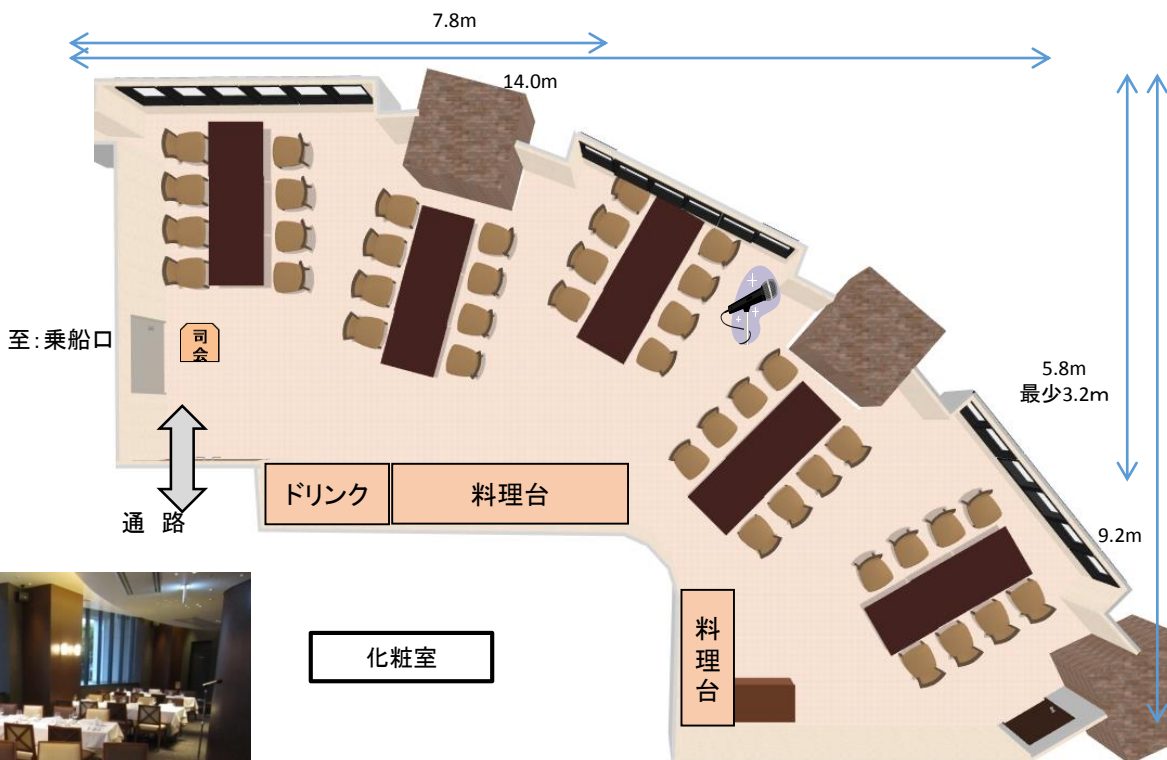 7.8m
14.0m
司
会
至:乗船口
5.8m
最少3.2m
ドリンク
料理台
通 路
9.2m
化粧室
料
理
台